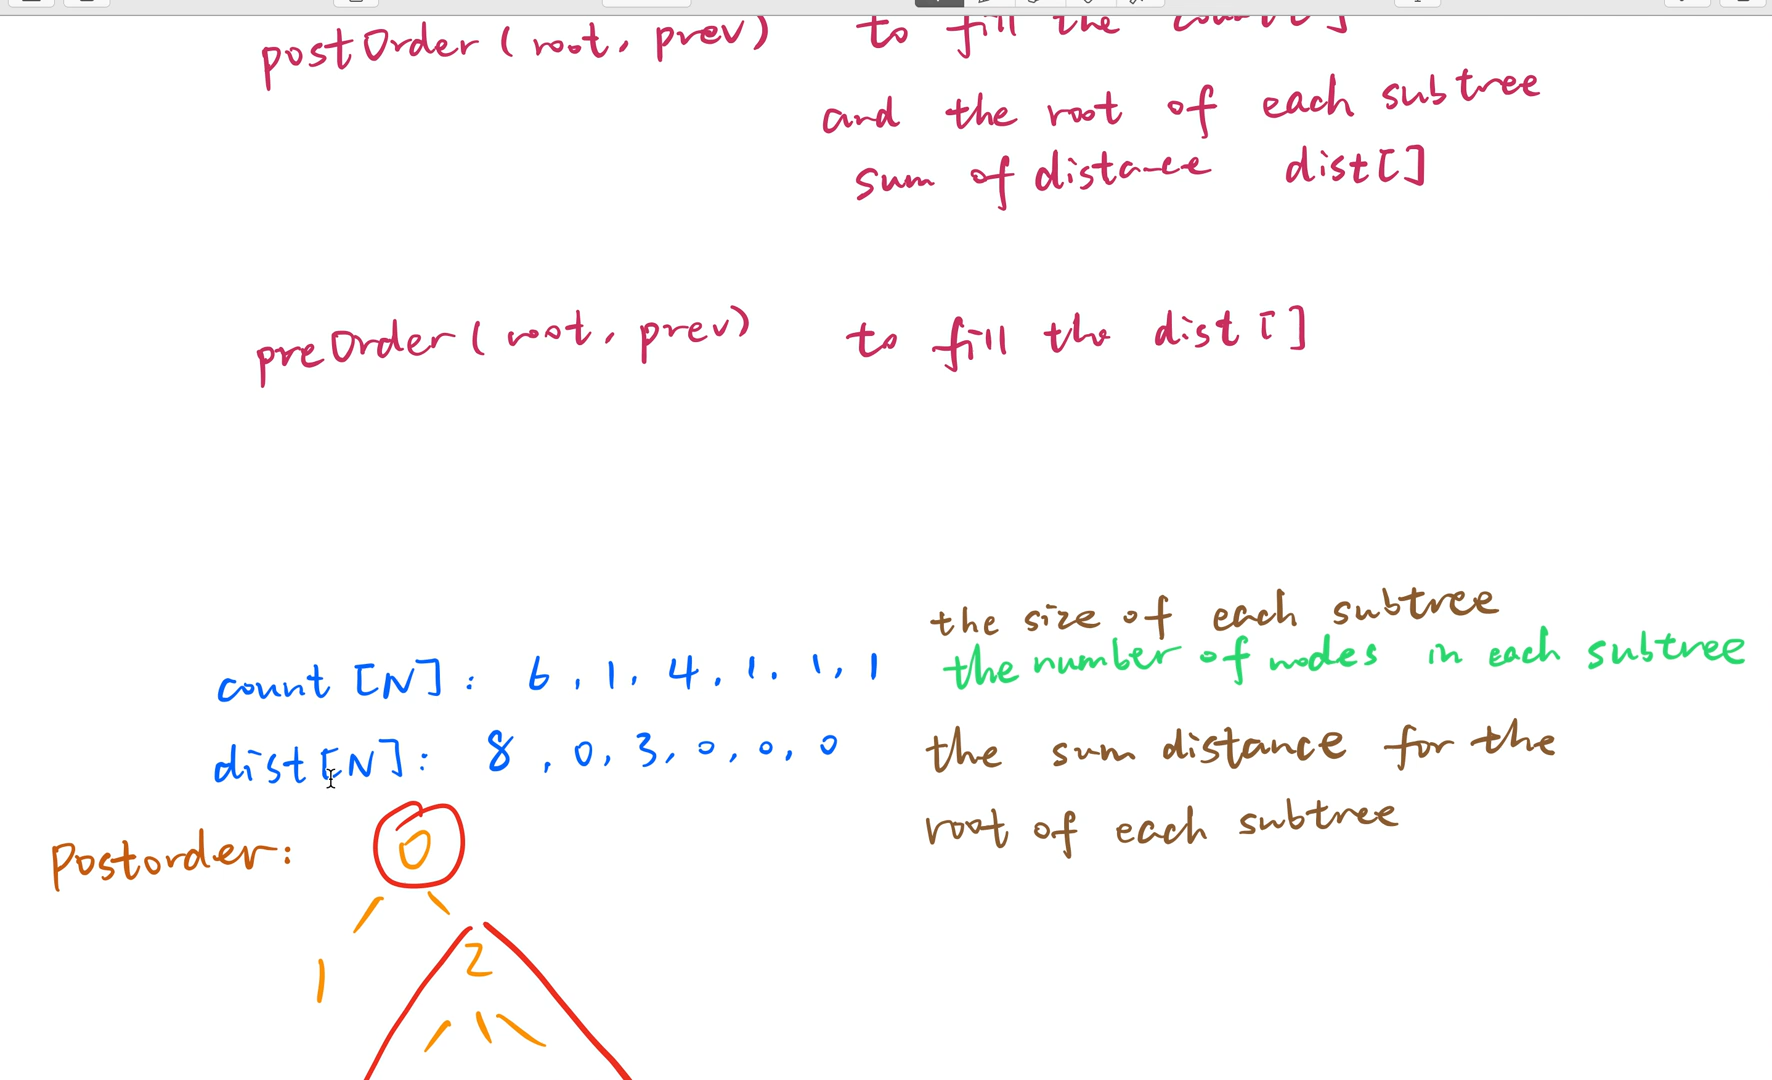 postOrder ( root, prev) to fill the count[ ]
and the root of each subtree
sum of distance dist[]
preOrder ( root, prev) to fill the dist []
the size of each subtree
count [N] : 6 , 1, 4, 1, 1, 1 the number of nodes in each subtree
dist[N] : 8 , 0, 3, 0, 0, 0 the sum distance for the
root of each subtree
Postorder: 0
1 2